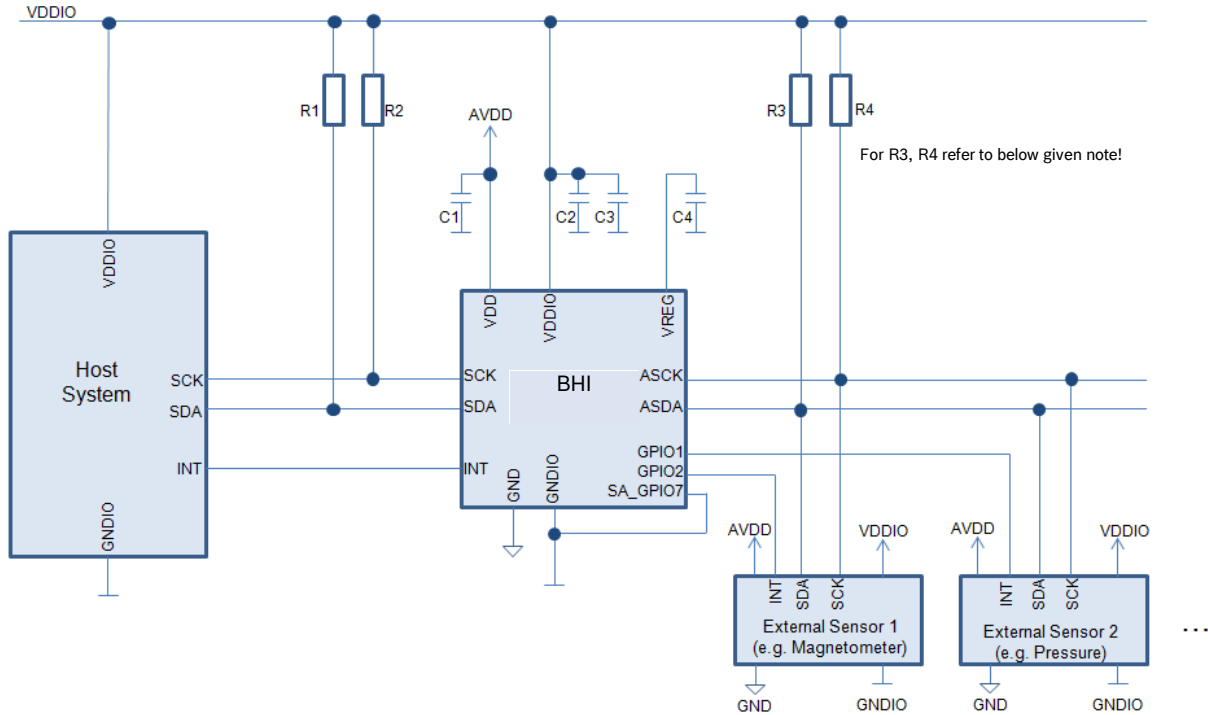 VDDIO
R1
R2
R3
R4
AVDD
For R3, R4 refer to below given note!
C1
C2
C3
C4
VDDIO
VDD
VDDIO
VREG
Host
System
SCK
SDA
INT
GNDIO
SCK
SDA
INT
BHI
ASCK
ASDA
GPIO1
GPIO2
SA_GPIO7
GND
GNDIO
AVDD
VDDIO
AVDD
VDDIO
INT
SDA
SCK
External Sensor 1
(e.g. Magnetometer)
INT
SDA
SCK
External Sensor 2
(e.g. Pressure)
...
GND
GNDIO
GND
GNDIO